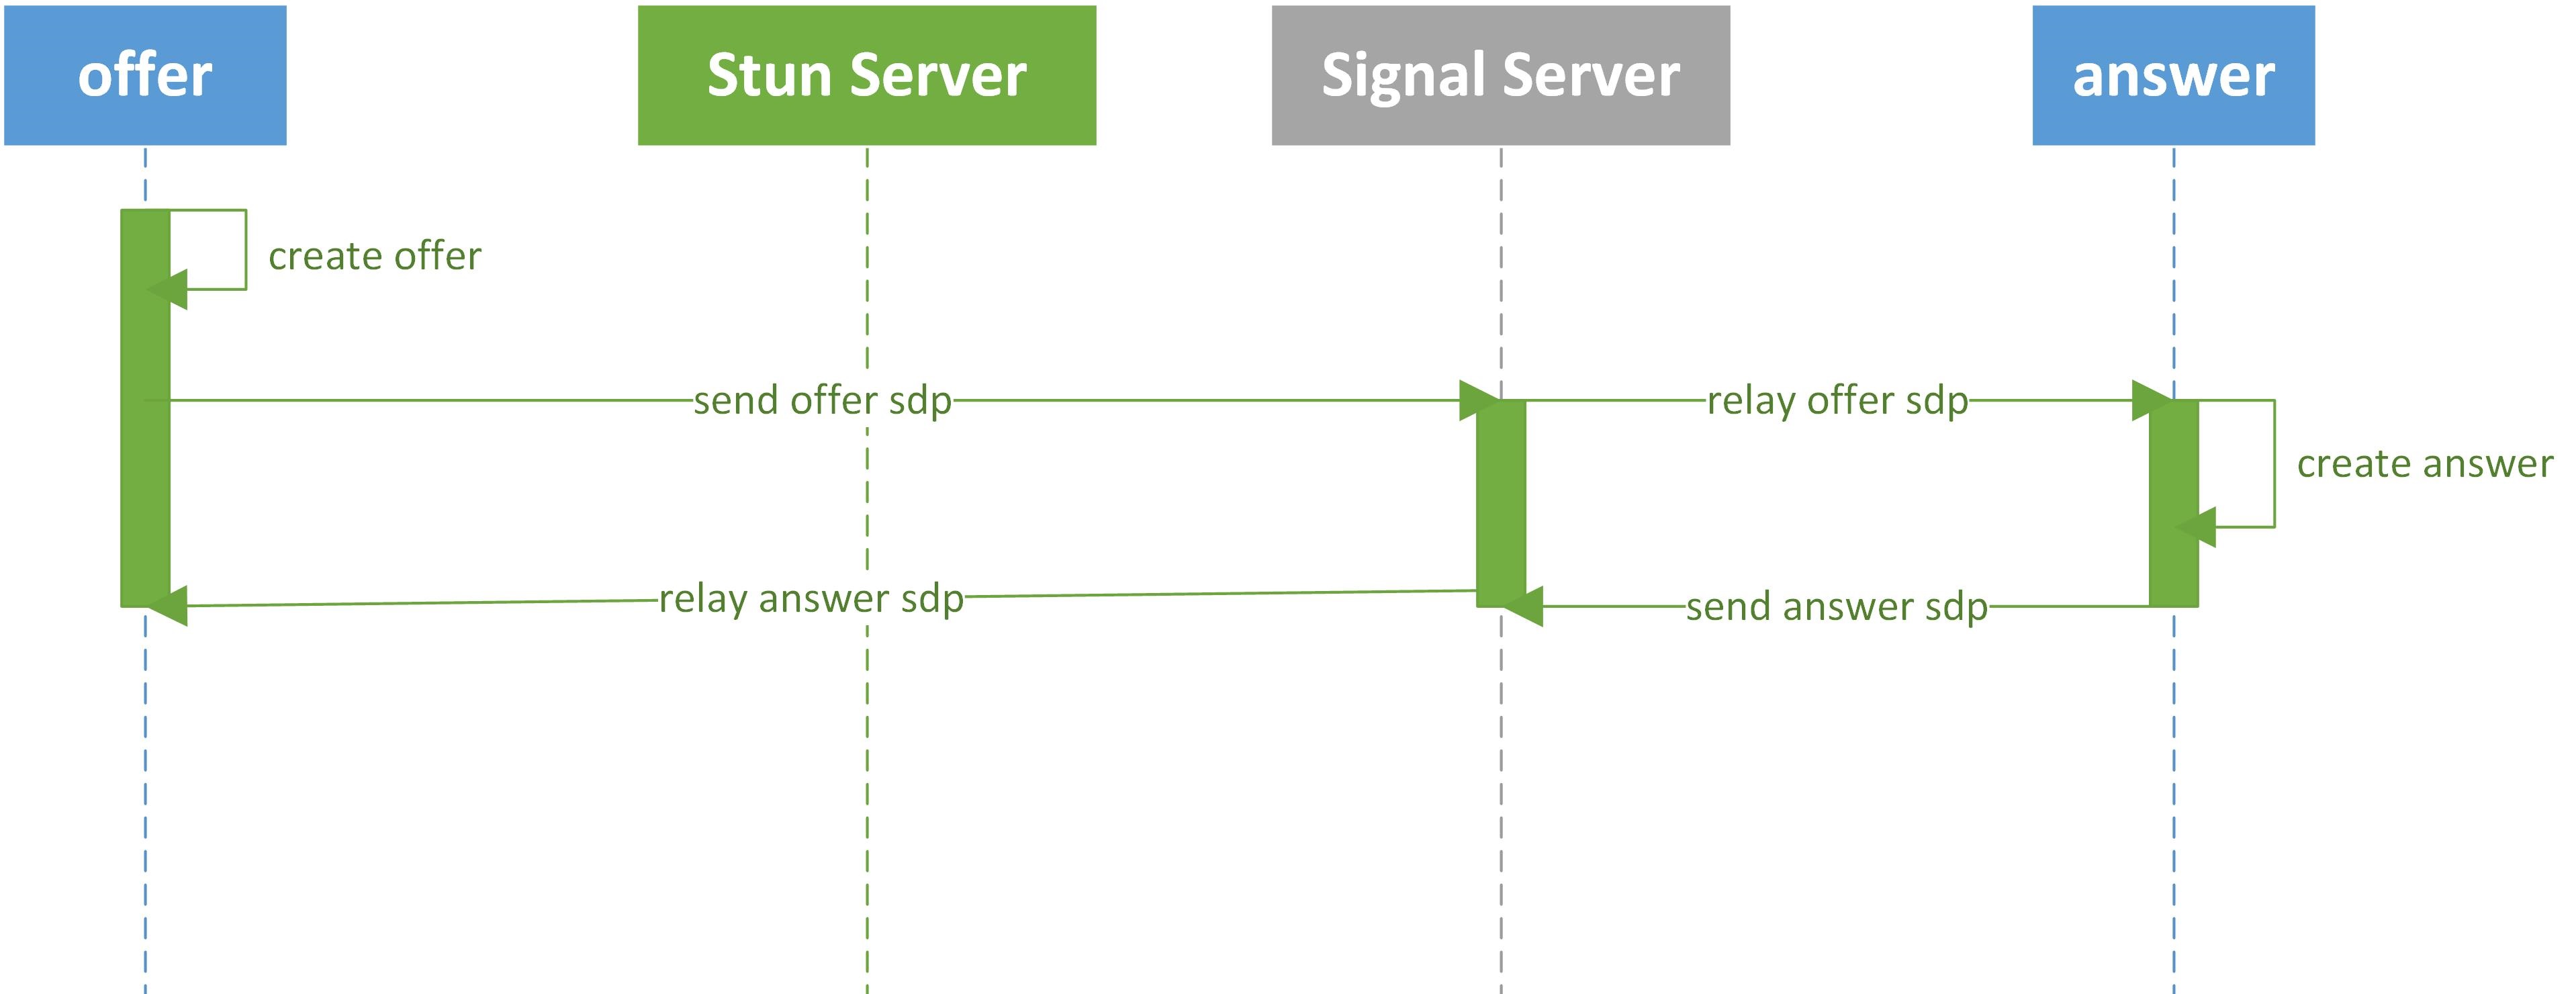 offer
Stun Server
Signal Server
answer
create offer
send offer sdp
relay offer sdp
create answer
relay answer sdp
send answer sdp